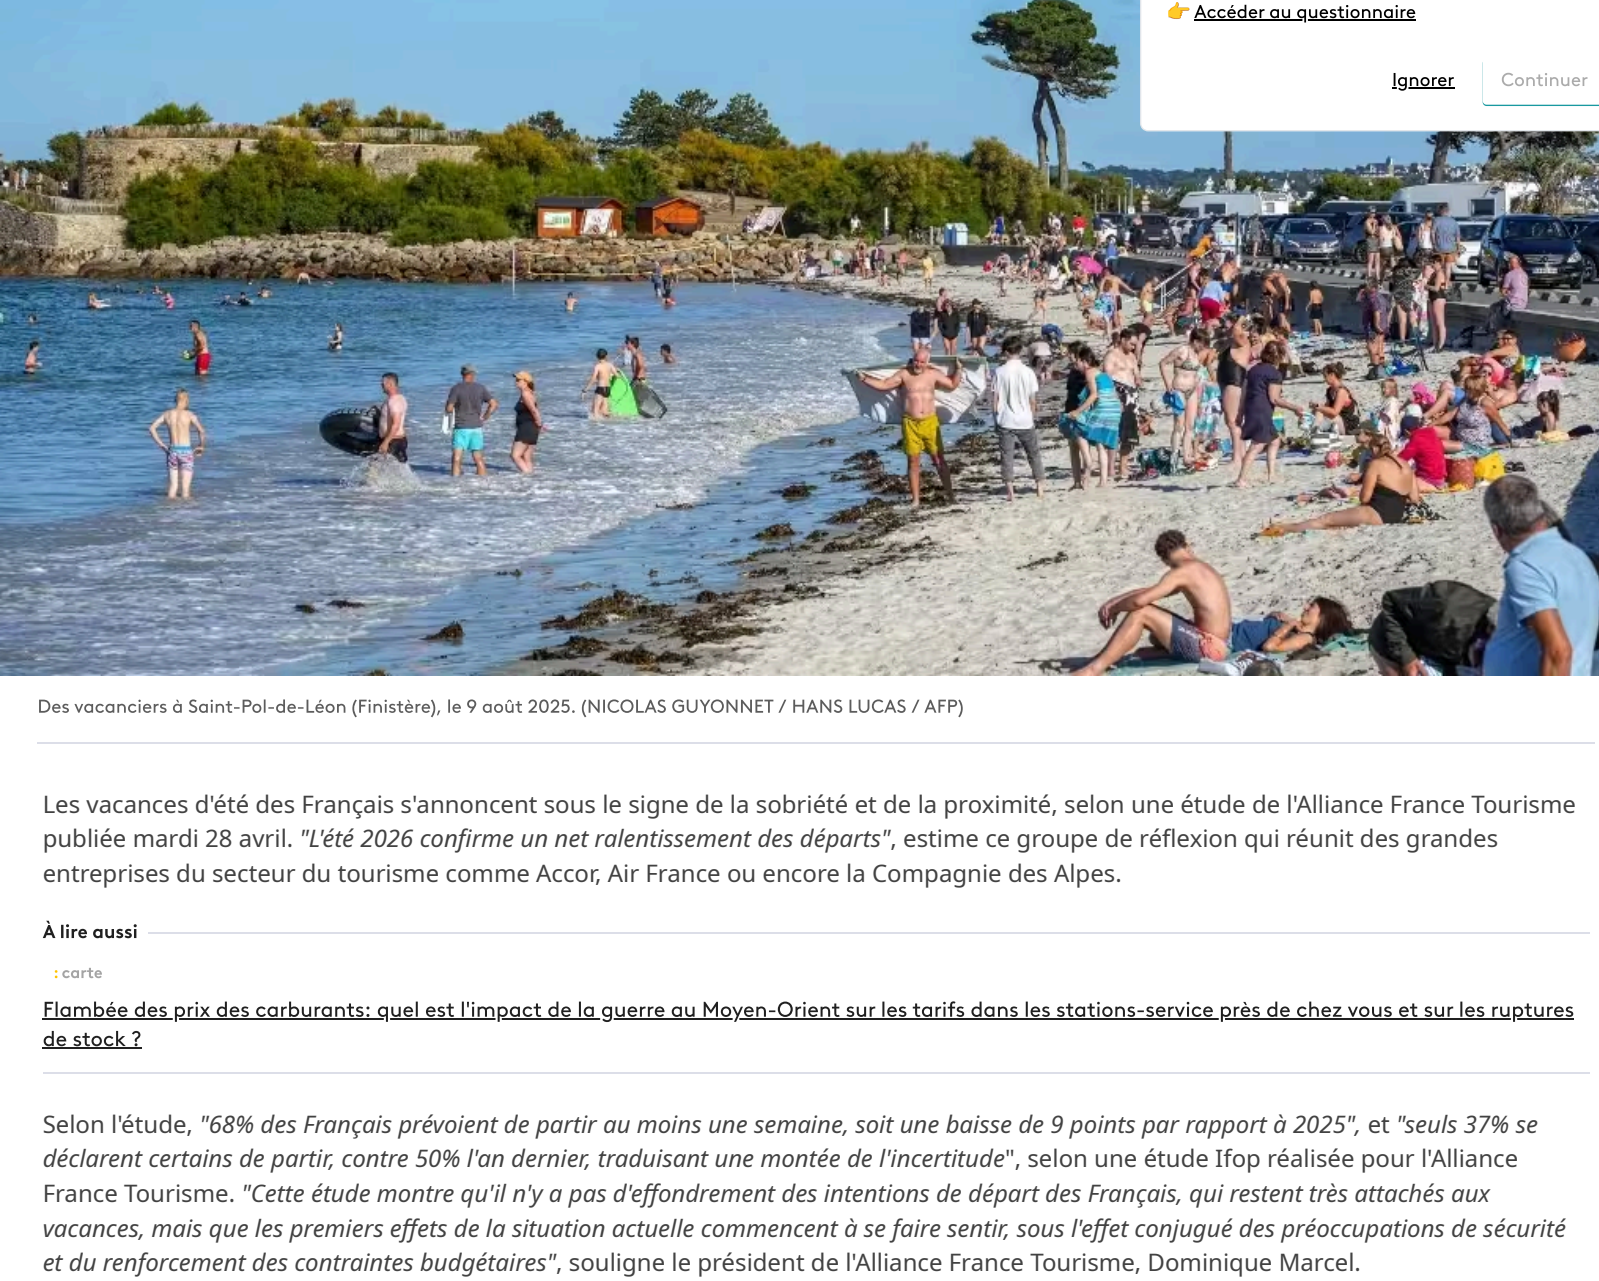 👉 Accéder au questionnaire
Ignorer
Continuer
Des vacanciers à Saint-Pol-de-Léon (Finistère), le 9 août 2025. (NICOLAS GUYONNET / HANS LUCAS / AFP)
Les vacances d'été des Français s'annoncent sous le signe de la sobriété et de la proximité, selon une étude de l'Alliance France Tourisme
publiée mardi 28 avril. "L'été 2026 confirme un net ralentissement des départs", estime ce groupe de réflexion qui réunit des grandes
entreprises du secteur du tourisme comme Accor, Air France ou encore la Compagnie des Alpes.
À lire aussi
: carte
Flambée des prix des carburants: quel est l'impact de la guerre au Moyen-Orient sur les tarifs dans les stations-service près de chez vous et sur les ruptures
de stock ?
Selon l'étude, "68% des Français prévoient de partir au moins une semaine, soit une baisse de 9 points par rapport à 2025", et "seuls 37% se
déclarent certains de partir, contre 50% l'an dernier, traduisant une montée de l'incertitude", selon une étude Ifop réalisée pour l'Alliance
France Tourisme. "Cette étude montre qu'il n'y a pas d'effondrement des intentions de départ des Français, qui restent très attachés aux
vacances, mais que les premiers effets de la situation actuelle commencent à se faire sentir, sous l'effet conjugué des préoccupations de sécurité
et du renforcement des contraintes budgétaires", souligne le président de l'Alliance France Tourisme, Dominique Marcel.